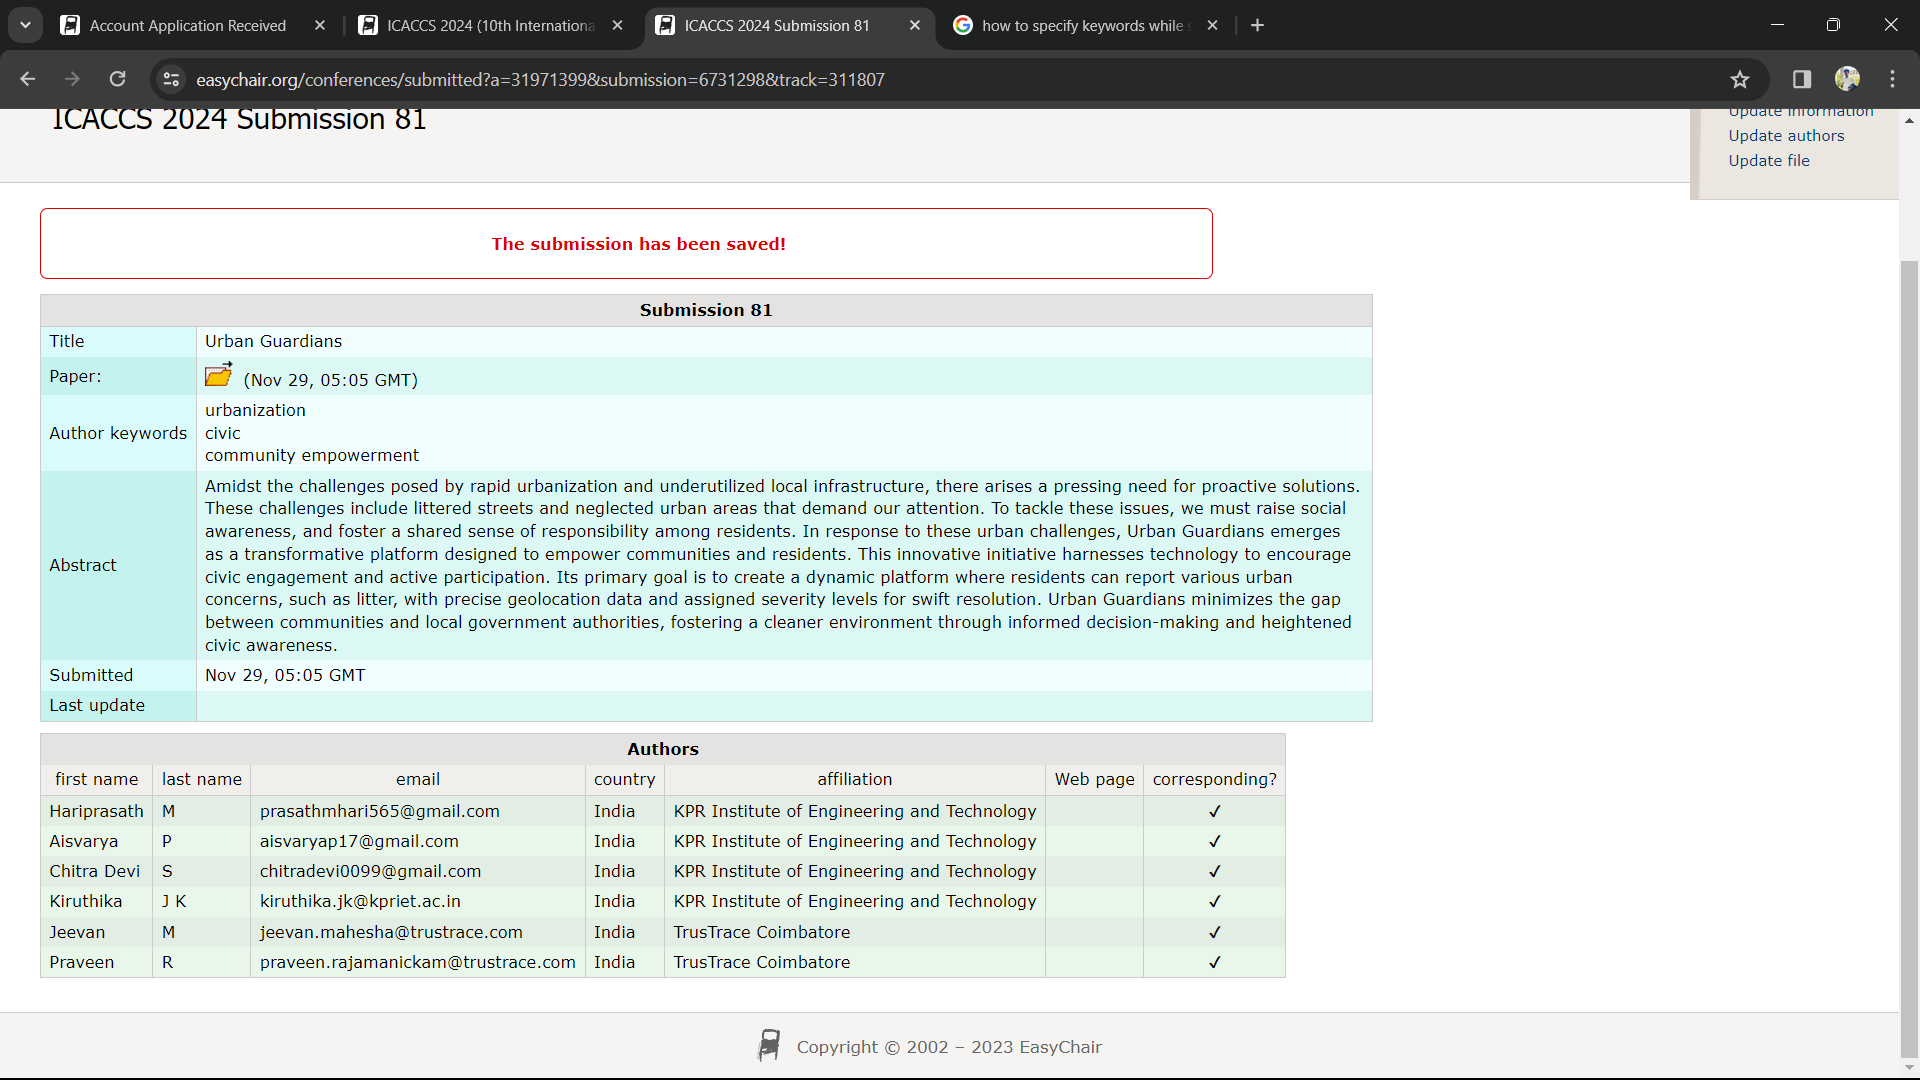 Account Application Received
ICACCS 2024 (10th Internationa
ICACCS 2024 Submission 81
how to specify keywords while
easychair.org/conferences/submitted?a=31971399&submission=6731298&track=311807
ICACCS 2024 Submission 81
Update information
Update authors
Update file
The submission has been saved!
Submission 81
Title Urban Guardians
Paper: (Nov 29, 05:05 GMT)
Author keywords
urbanization
civic
community empowerment
Abstract
Amidst the challenges posed by rapid urbanization and underutilized local infrastructure, there arises a pressing need for proactive solutions.
These challenges include littered streets and neglected urban areas that demand our attention. To tackle these issues, we must raise social
awareness, and foster a shared sense of responsibility among residents. In response to these urban challenges, Urban Guardians emerges
as a transformative platform designed to empower communities and residents. This innovative initiative harnesses technology to encourage
civic engagement and active participation. Its primary goal is to create a dynamic platform where residents can report various urban
concerns, such as litter, with precise geolocation data and assigned severity levels for swift resolution. Urban Guardians minimizes the gap
between communities and local government authorities, fostering a cleaner environment through informed decision-making and heightened
civic awareness.
Submitted Nov 29, 05:05 GMT
Last update
Authors
first name last name email country affiliation Web page corresponding?
Hariprasath M prasathmhari565@gmail.com India KPR Institute of Engineering and Technology ✓
Aisvarya P aisvaryap17@gmail.com India KPR Institute of Engineering and Technology ✓
Chitra Devi S chitradevi0099@gmail.com India KPR Institute of Engineering and Technology ✓
Kiruthika J K kiruthika.jk@kpriet.ac.in India KPR Institute of Engineering and Technology ✓
Jeevan M jeevan.mahesha@trustrace.com India TrusTrace Coimbatore ✓
Praveen R praveen.rajamanickam@trustrace.com India TrusTrace Coimbatore ✓
Copyright © 2002 – 2023 EasyChair